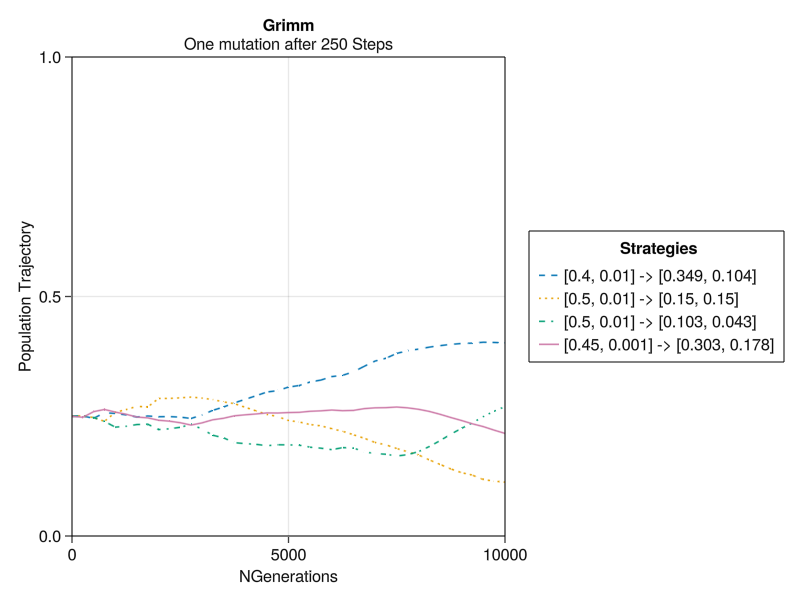 Grimm
One mutation after 250 Steps
1.0
0.5
0.0
0
5000
10000
Population Trajectory
NGenerations
Strategies
[0.4, 0.01] -> [0.349, 0.104]
[0.5, 0.01] -> [0.15, 0.15]
[0.5, 0.01] -> [0.103, 0.043]
[0.45, 0.001] -> [0.303, 0.178]